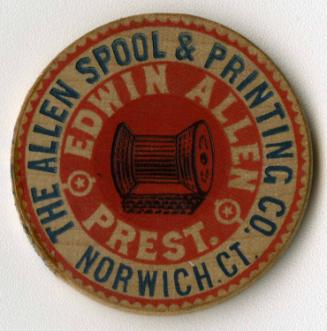 THE ALLEN SPOOL & PRINTING CO.
NORWICH. CT.
EDWIN ALLEN
PREST.